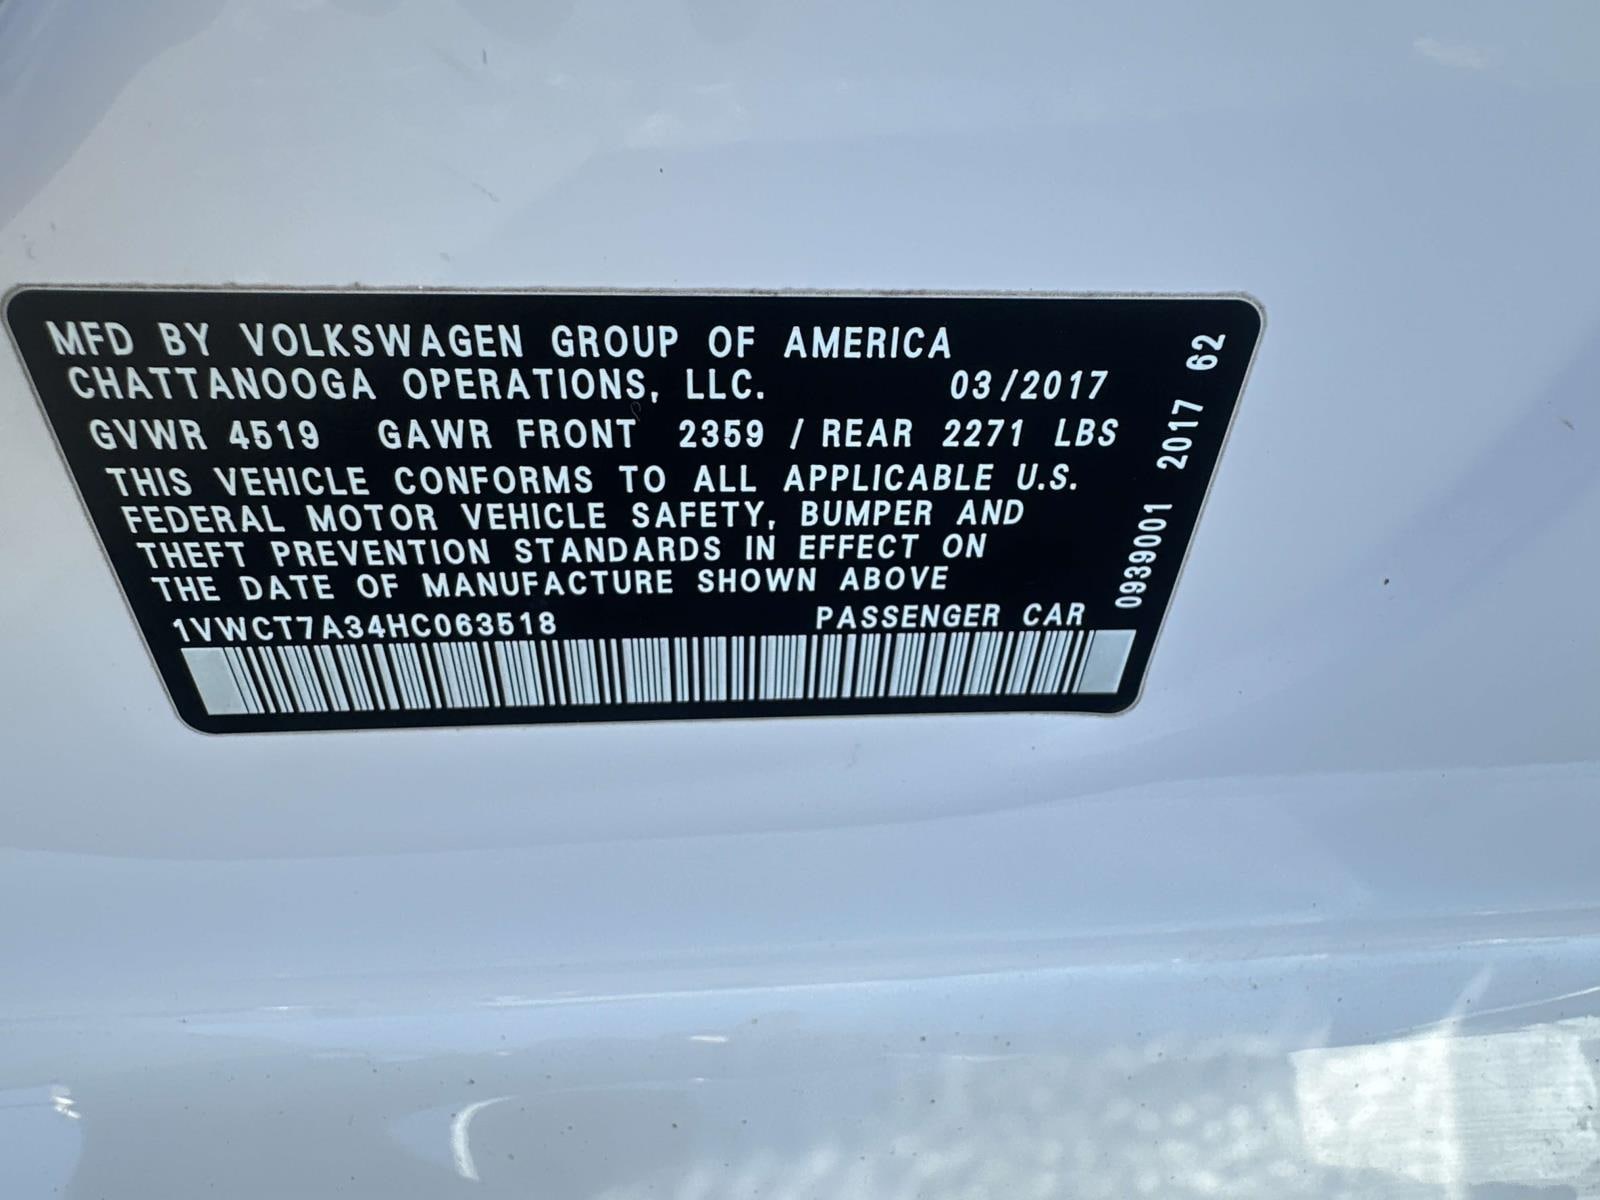 MFD BY VOLKSWAGEN GROUP OF AMERICA
CHATTANOOGA OPERATIONS, LLC. 03/2017
GVWR 4519 GAWR FRONT 2359 / REAR 2271 LBS
THIS VEHICLE CONFORMS TO ALL APPLICABLE U.S.
FEDERAL MOTOR VEHICLE SAFETY, BUMPER AND
THEFT PREVENTION STANDARDS IN EFFECT ON
THE DATE OF MANUFACTURE SHOWN ABOVE
1VWCT7A34HC063518 PASSENGER CAR
0939001 2017 62